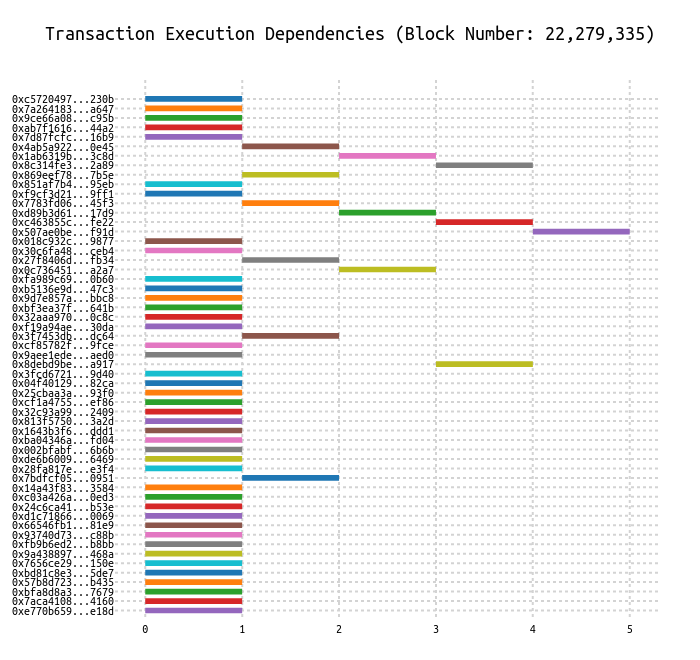 Transaction Execution Dependencies (Block Number: 22,279,335)
0xc5720497...230b
0x7a264183...a647
0x9ce66a08...c95b
0xab7f1616...44a2
0x7d87fcfc...16b9
0x4ab5a922...0e45
0x1ab6319b...3c8d
0x8c314fe3...2a89
0x869eef78...7b5e
0x851af7b4...95eb
0xf9cf3d21...9ff1
0x7783fd06...45f3
0xd89b3d61...17d9
0xc463855c...fe22
0x507ae0be...f91d
0x018c932c...9877
0x30c6fa48...ceb4
0x27f8406d...fb34
0x0c736451...a2a7
0xfa989c69...0b60
0xb5136e9d...47c3
0x9d7e857a...bbc8
0xbf3ea37f...641b
0x32aaa970...0c8c
0xf19a94ae...30da
0x3f7453db...dc64
0xcf85782f...9fce
0x9aee1ede...aed0
0x8debd9be...a917
0x3fcd6721...9d40
0x04f40129...82ca
0x25cbaa3a...93f0
0xcf1a4755...ef86
0x32c93a99...2409
0x813f5750...3a2d
0x1643b3f6...ddd1
0xba04346a...fd04
0x002bfabf...6b6b
0xde6b6009...6469
0x28fa817e...e3f4
0x7bdfcf05...0951
0x14a43f83...3584
0xc03a426a...0ed3
0x24c6ca41...b53e
0xd1c71866...0069
0x66546fb1...81e9
0x93740d73...c88b
0xfb9b6ed2...b8bb
0x9a438897...468a
0x7656ce29...150e
0xbd81c8e3...5de7
0x57b8d723...b435
0xbfa8d8a3...7679
0x7aca4108...4160
0xe770b659...e18d
0 1 2 3 4 5